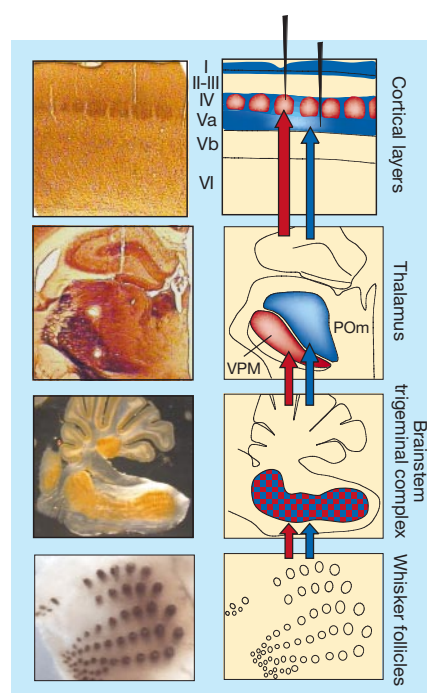 I
II-III
IV
Va
Vb
VI
Cortical layers
POm
VPM
Thalamus
Brainstem
trigeminal complex
Whisker follicles